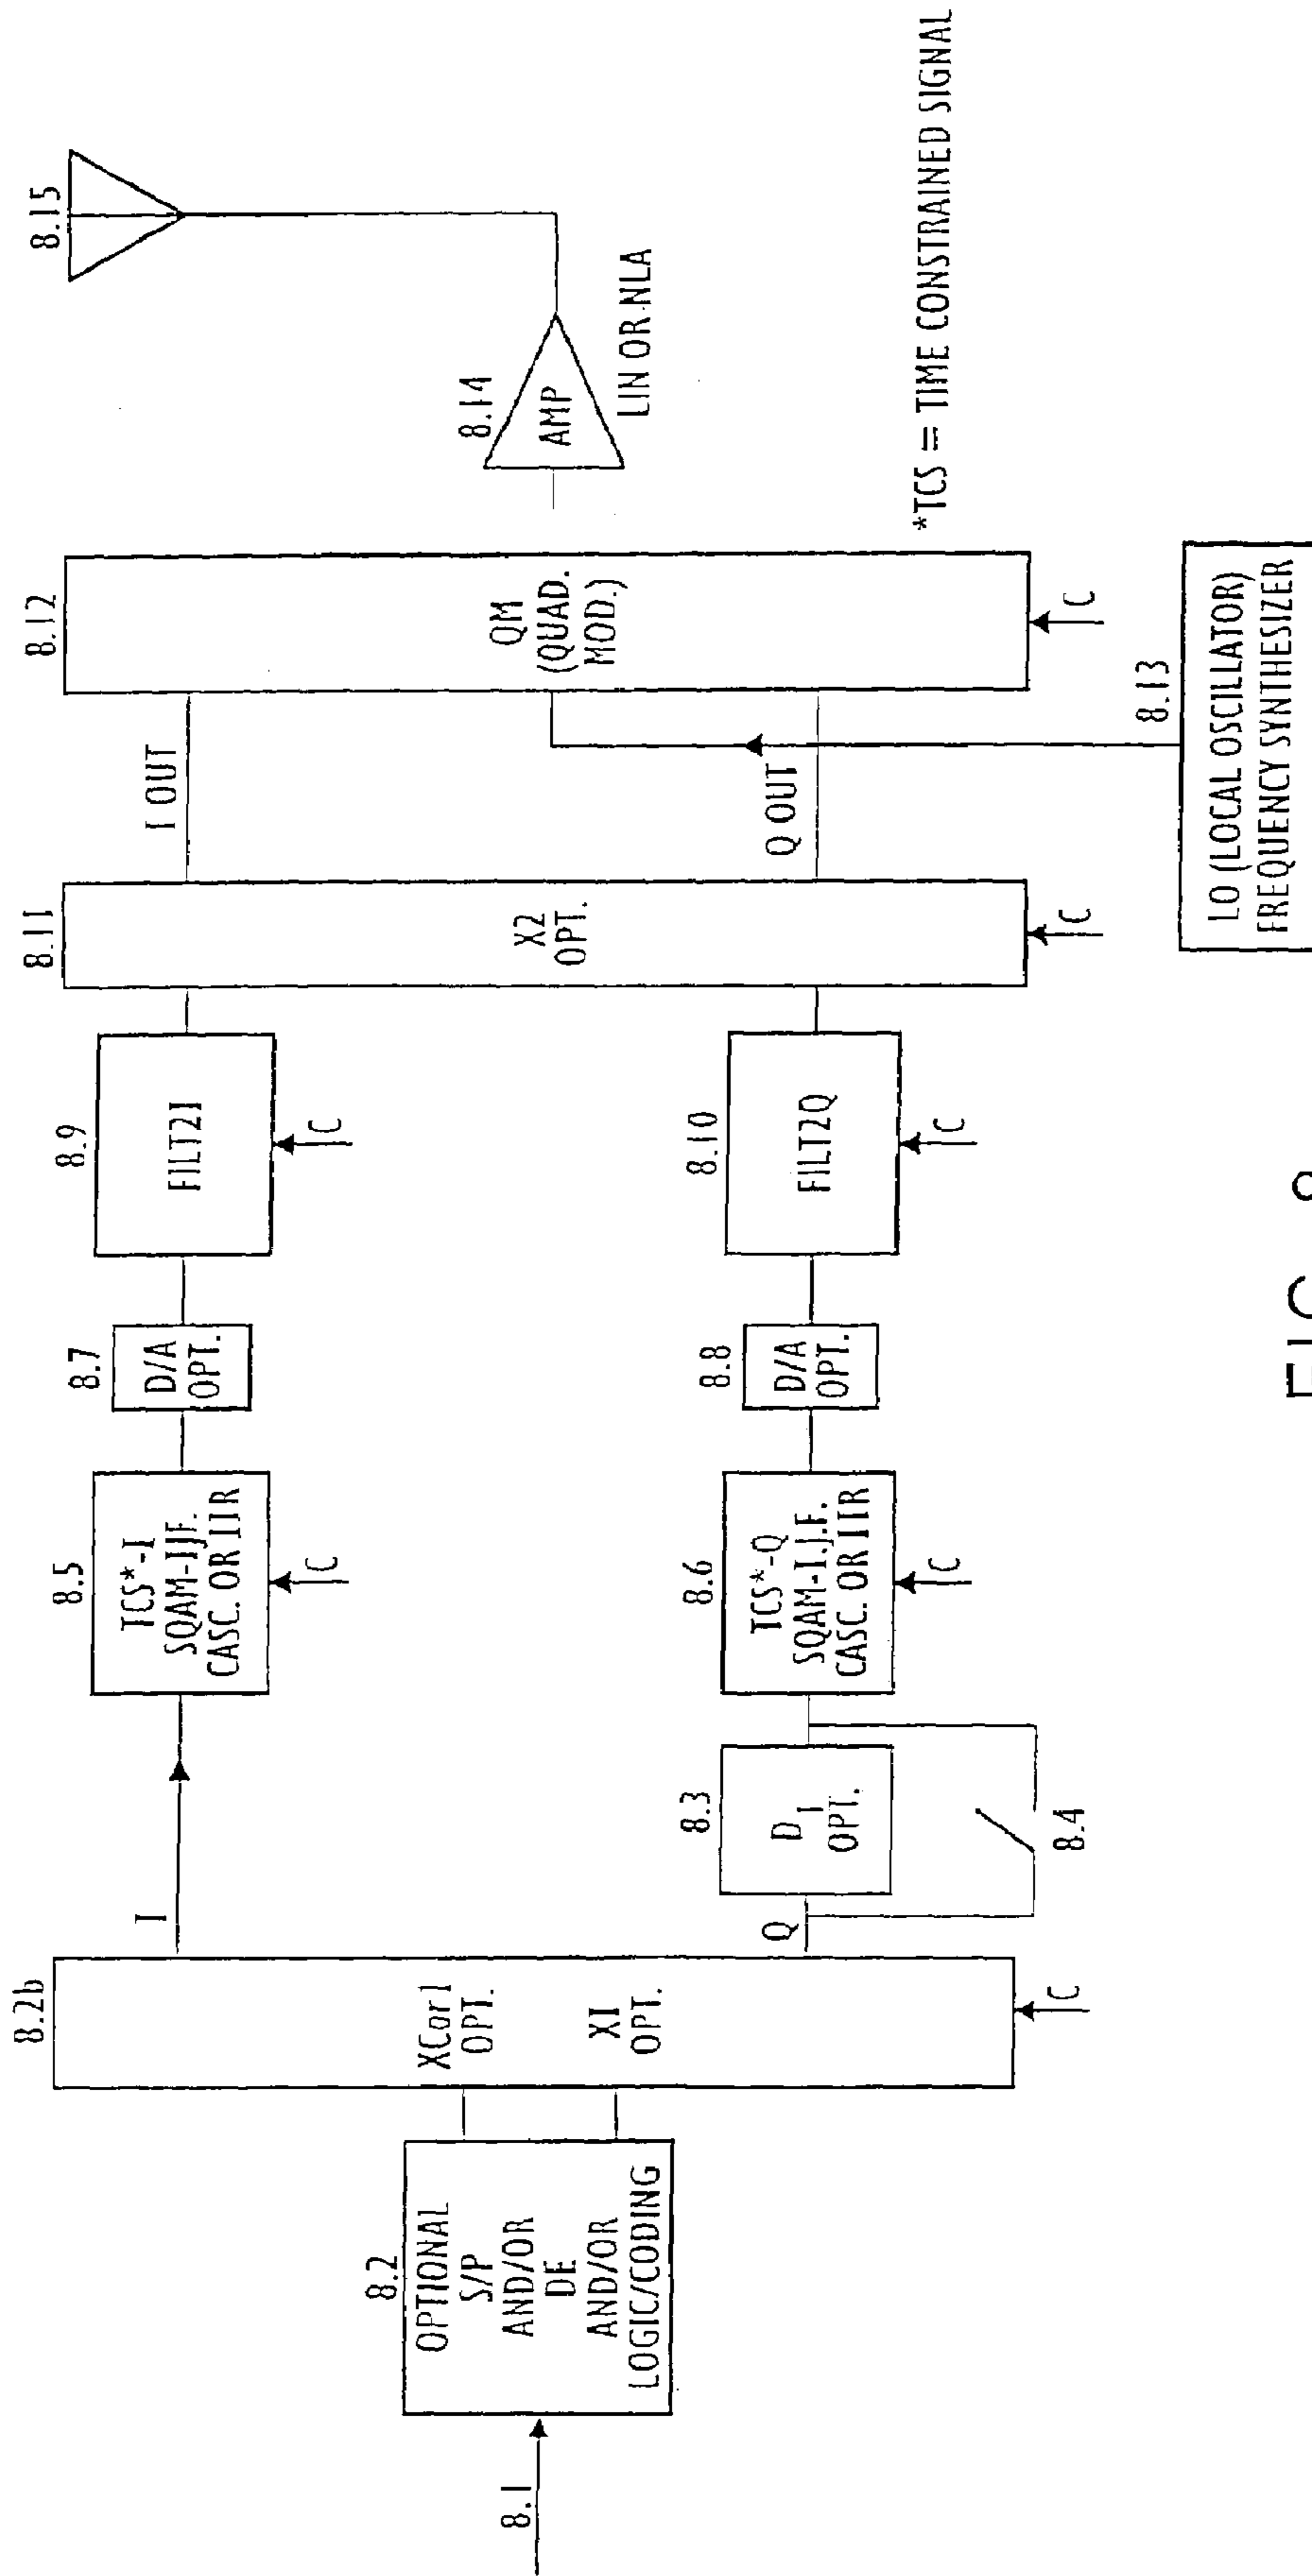 8.1
8.2
OPTIONAL
S/P
AND/OR
DE
AND/OR
LOGIC/CODING
8.2b
XCor1
OPT.
X1
OPT.
C
I
Q
8.3
D 1
OPT.
8.4
8.5
TCS*-I
SQAM-IJF.
CASC. OR IIR
C
8.6
TCS*-Q
SQAM-I.J.F.
CASC. OR IIR
C
8.7
D/A
OPT.
8.8
D/A
OPT.
8.9
FILT2I
C
8.10
FILT2Q
C
8.11
X2
OPT.
C
I OUT
Q OUT
8.12
QM
(QUAD.
MOD.)
C
8.13
LO (LOCAL OSCILLATOR)
FREQUENCY SYNTHESIZER
8.14
AMP
LIN OR NLA
8.15
*TCS = TIME CONSTRAINED SIGNAL